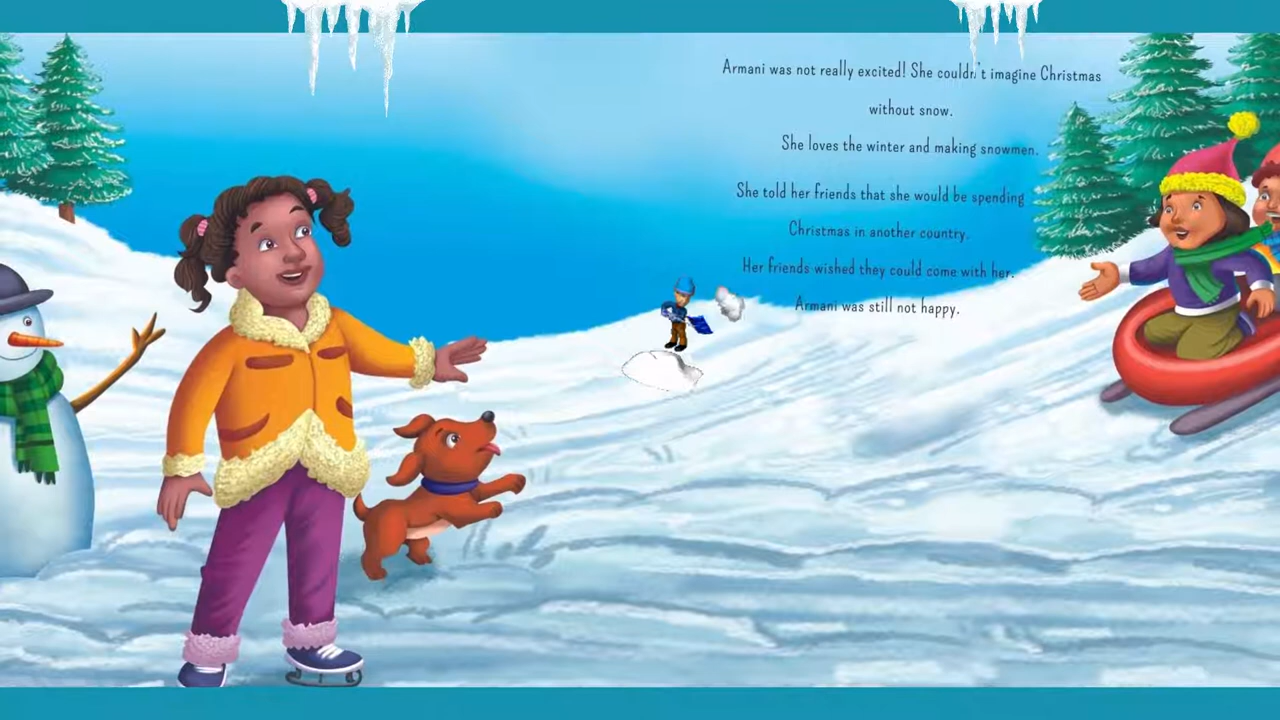 Armani was not really excited! She couldn't imagine Christmas
without snow.
She loves the winter and making snowmen.
She told her friends that she would be spending
Christmas in another country.
Her friends wished they could come with her.
Armani was still not happy.